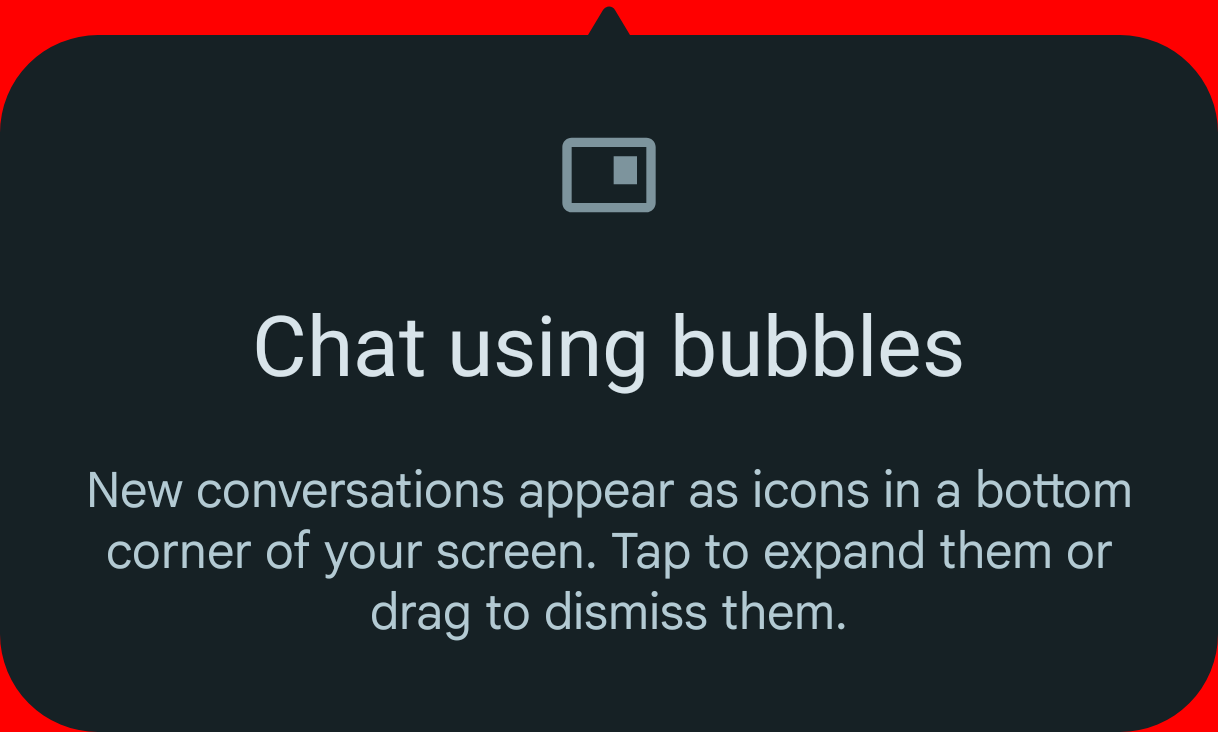 Chat using bubbles
New conversations appear as icons in a bottom
corner of your screen. Tap to expand them or
drag to dismiss them.